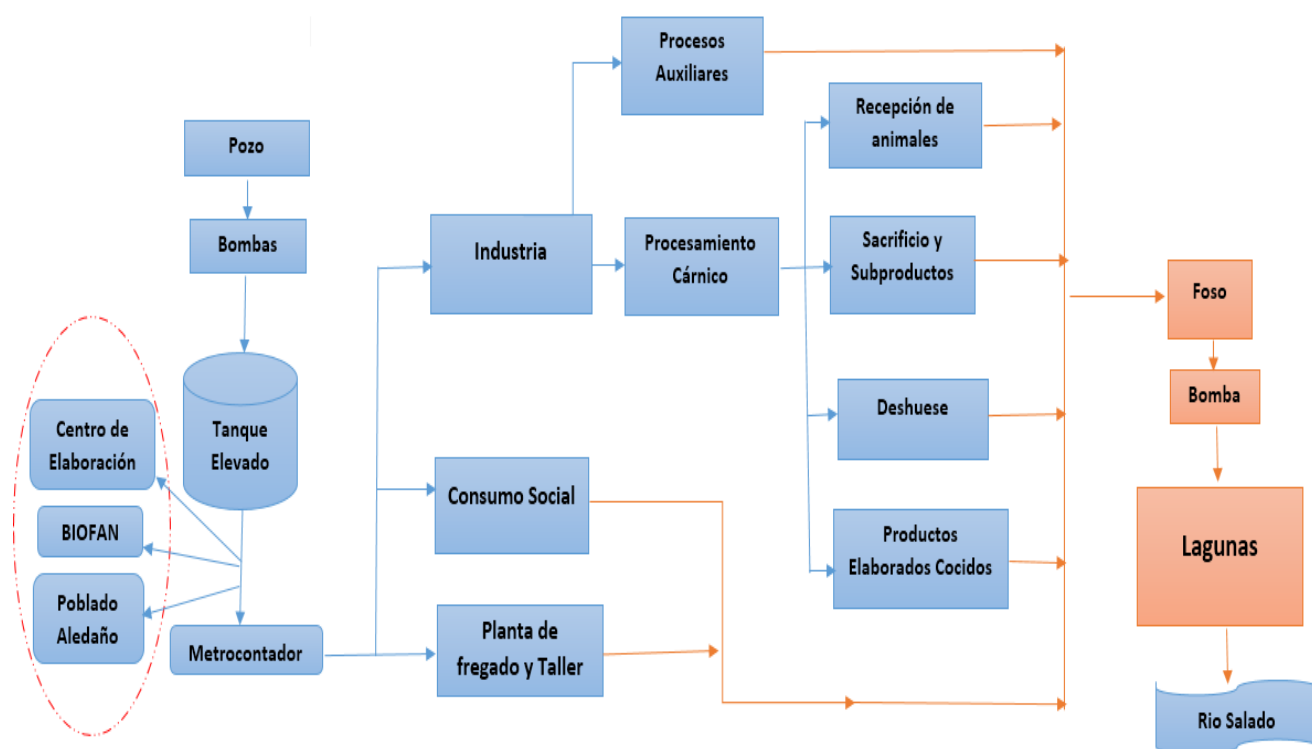 Procesos
Auxiliares
Recepción de
animales
Pozo
Bombas
Industria
Procesamiento
Cárnico
Sacrificio y
Subproductos
Foso
Bomba
Centro de
Elaboración
Tanque
Elevado
Deshuese
BIOFAN
Consumo Social
Productos
Elaborados Cocidos
Lagunas
Poblado
Aledaño
Metrocontador
Planta de
fregado y Taller
Rio Salado